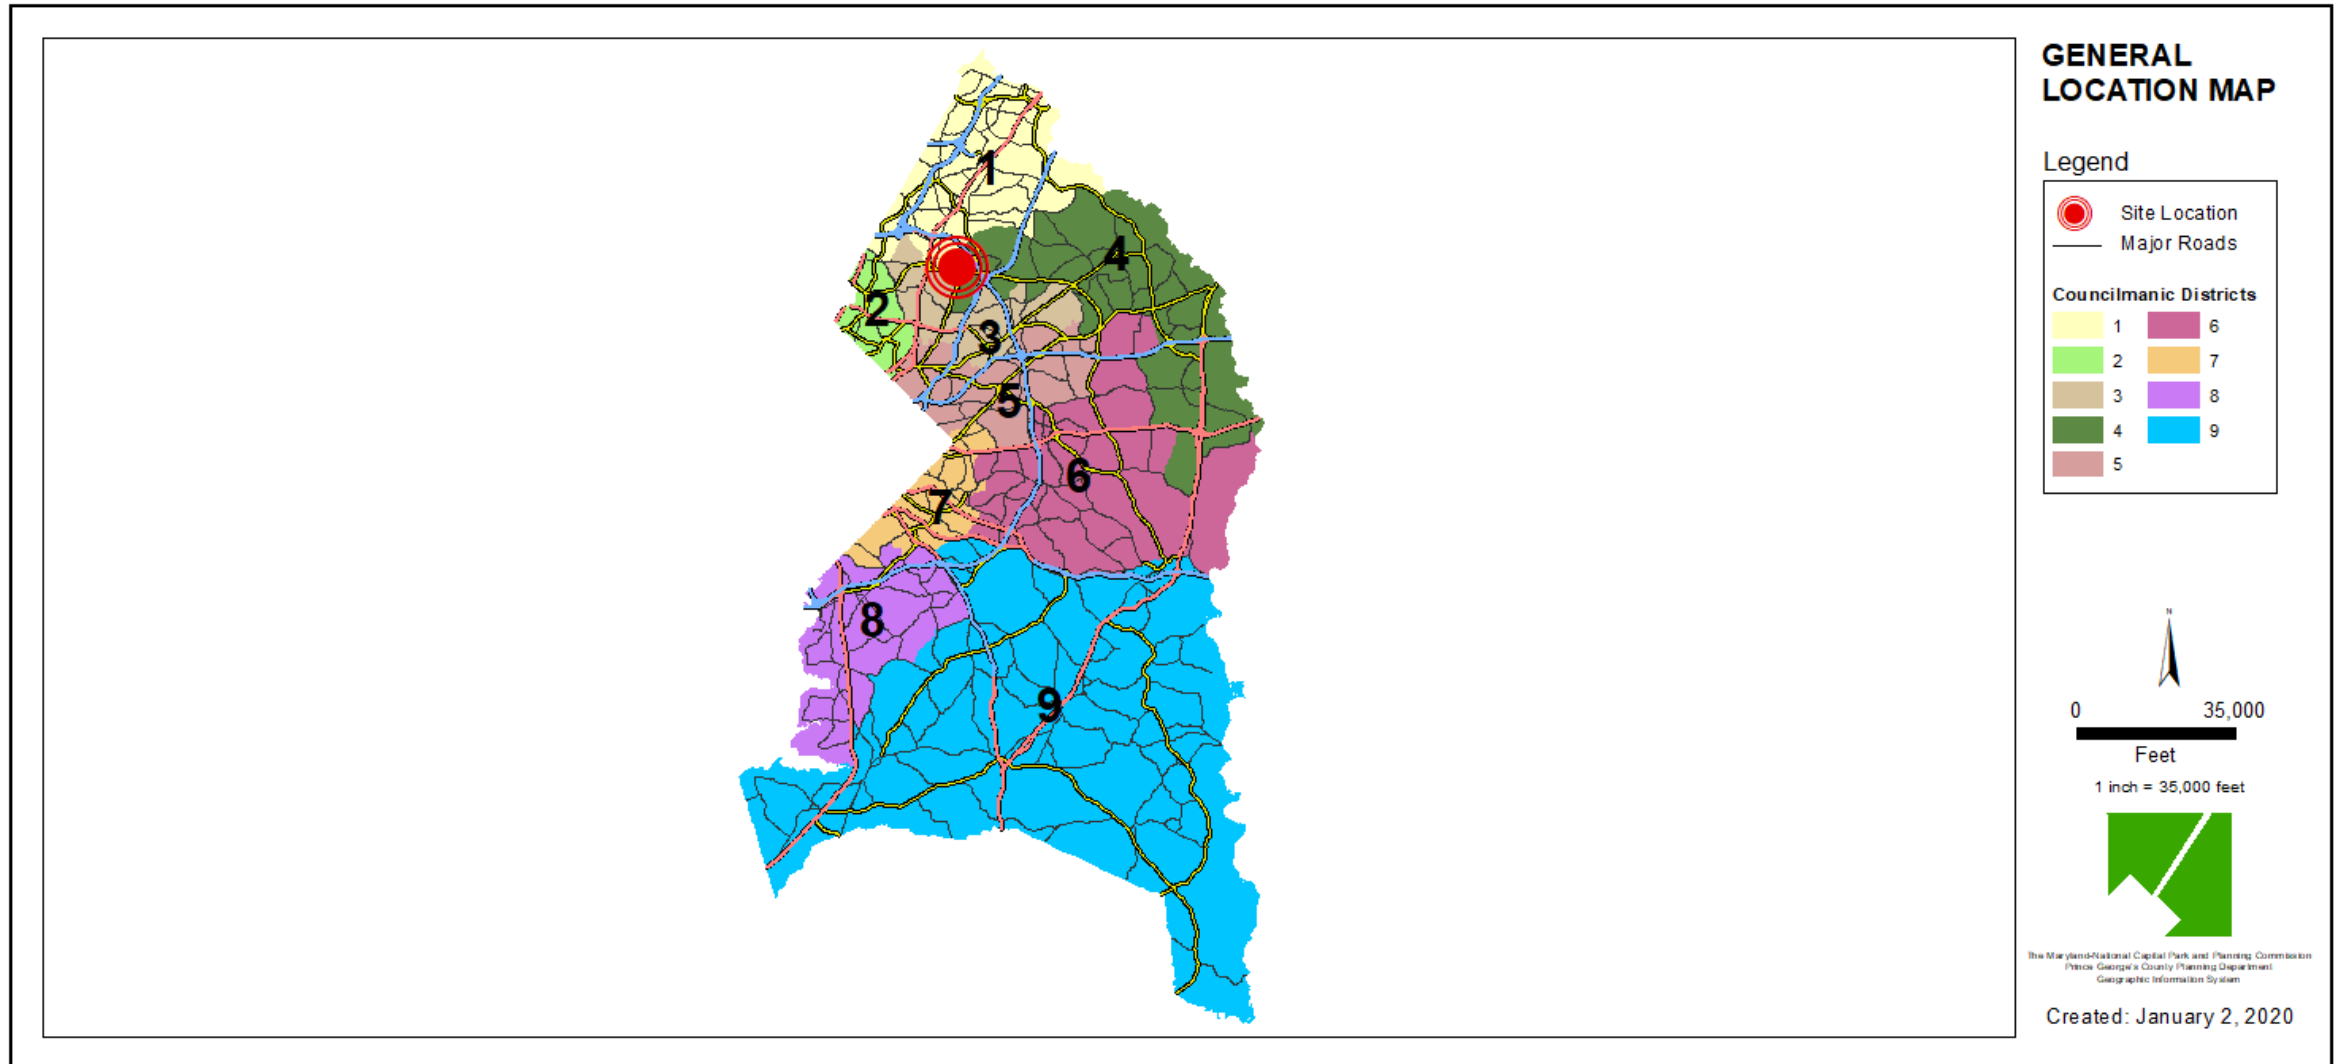 GENERAL
LOCATION MAP
Legend
Site Location
Major Roads
Councilmanic Districts
1 6
2 7
3 8
4 9
5
1
4
2
3
5
6
7
8
9
N
0 35,000
Feet
1 inch = 35,000 feet
The Maryland-National Capital Park and Planning Commission
Prince George's County Planning Department
Geographic Information System
Created: January 2, 2020